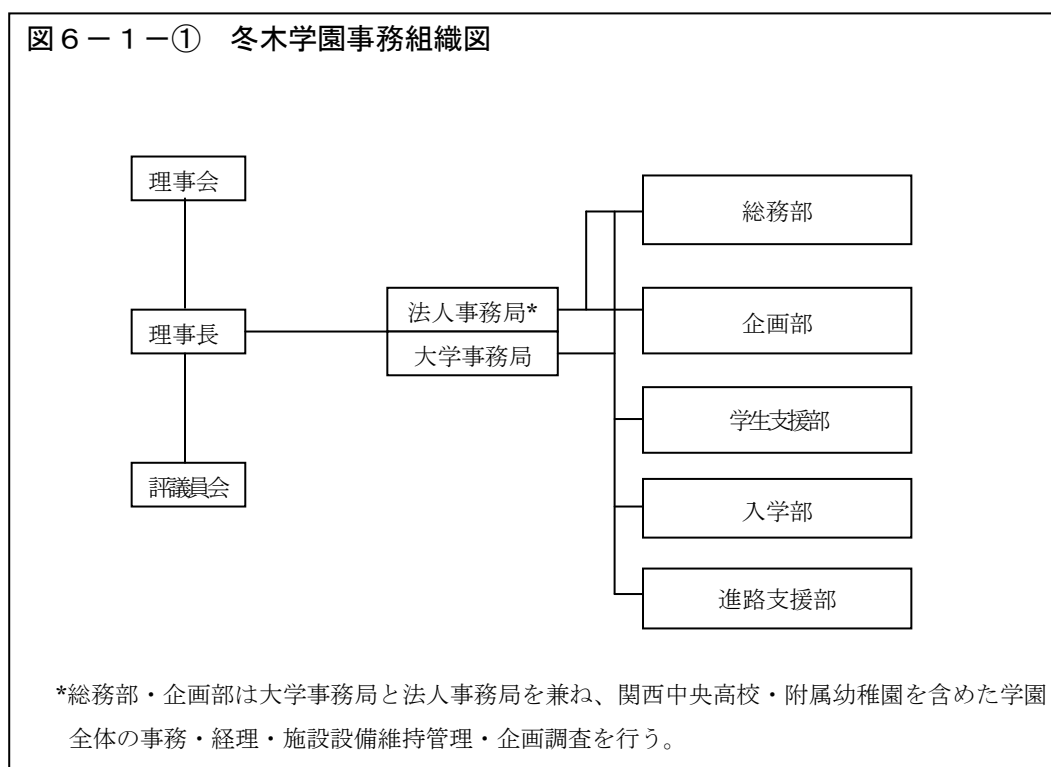 図６－１－① 冬木学園事務組織図
理事会
総務部
法人事務局*
企画部
理事長
大学事務局
学生支援部
評議員会
入学部
進路支援部
*総務部・企画部は大学事務局と法人事務局を兼ね、関西中央高校・附属幼稚園を含めた学園
全体の事務・経理・施設設備維持管理・企画調査を行う。